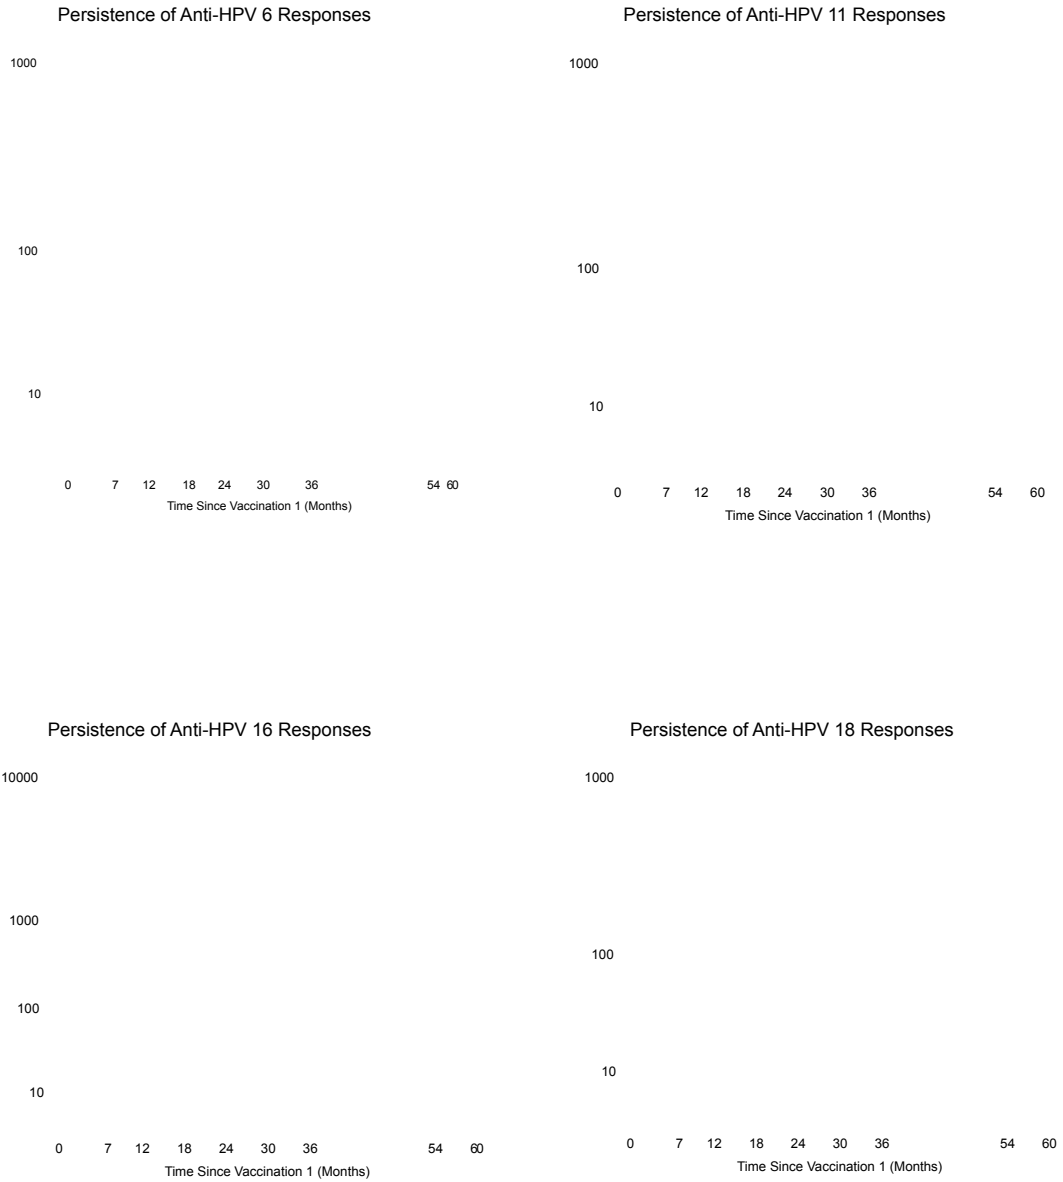 Persistence of Anti-HPV 6 Responses
1000
100
10
0 7 12 18 24 30 36 54 60
Time Since Vaccination 1 (Months)
Persistence of Anti-HPV 11 Responses
1000
100
10
0 7 12 18 24 30 36 54 60
Time Since Vaccination 1 (Months)
Persistence of Anti-HPV 16 Responses
10000
1000
100
10
0 7 12 18 24 30 36 54 60
Time Since Vaccination 1 (Months)
Persistence of Anti-HPV 18 Responses
1000
100
10
0 7 12 18 24 30 36 54 60
Time Since Vaccination 1 (Months)